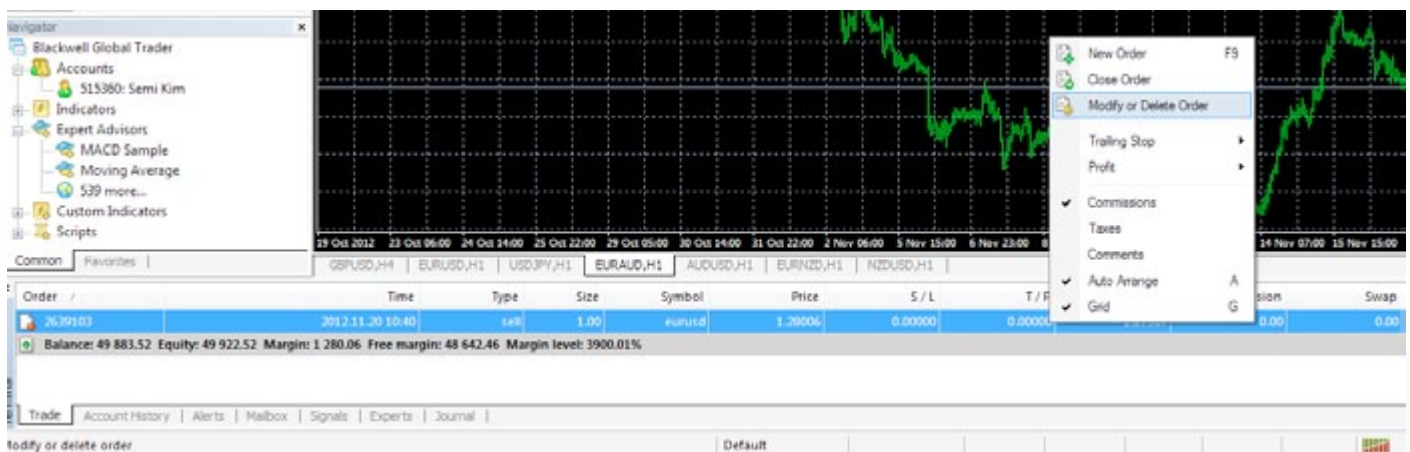 Navigator
Blackwell Global Trader
Accounts
515360: Semi Kim
Indicators
Expert Advisors
MACD Sample
Moving Average
539 more...
Custom Indicators
Scripts
Common | Favorites |
New Order F9
Close Order
Modify or Delete Order
Trailing Stop
Profit
Commissions
Taxes
Comments
Auto Arrange A
Grid G
19 Oct 2012 23 Oct 06:00 24 Oct 14:00 25 Oct 22:00 29 Oct 05:00 30 Oct 14:00 31 Oct 22:00 2 Nov 06:00 5 Nov 15:00 6 Nov 23:00 8 14 Nov 07:00 15 Nov 15:00
GBPUSD,H4 | EURUSD,H1 | USDJPY,H1 | EURAUD,H1 | AUDUSD,H1 | EURNZD,H1 | NZDUSD,H1 |
Order / Time Type Size Symbol Price S / L T / P sion Swap
2639103 2012.11.20 10:40 sell 1.00 eurusd 0.00000 0.00000 0.00 0.00
Balance: 49 883.52 Equity: 49 922.52 Margin: 1 280.06 Free margin: 48 642.46 Margin level: 3900.01%
Trade | Account History | Alerts | Mailbox | Signals | Experts | Journal |
Modify or delete order Default